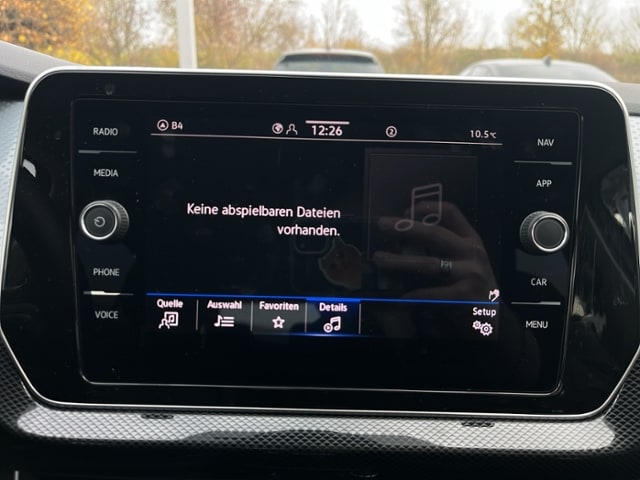 RADIO
MEDIA
PHONE
VOICE
B4
12:26
2
10.5°C
Keine abspielbaren Dateien
vorhanden.
Quelle
Auswahl
Favoriten
Details
Setup
NAV
APP
CAR
MENU